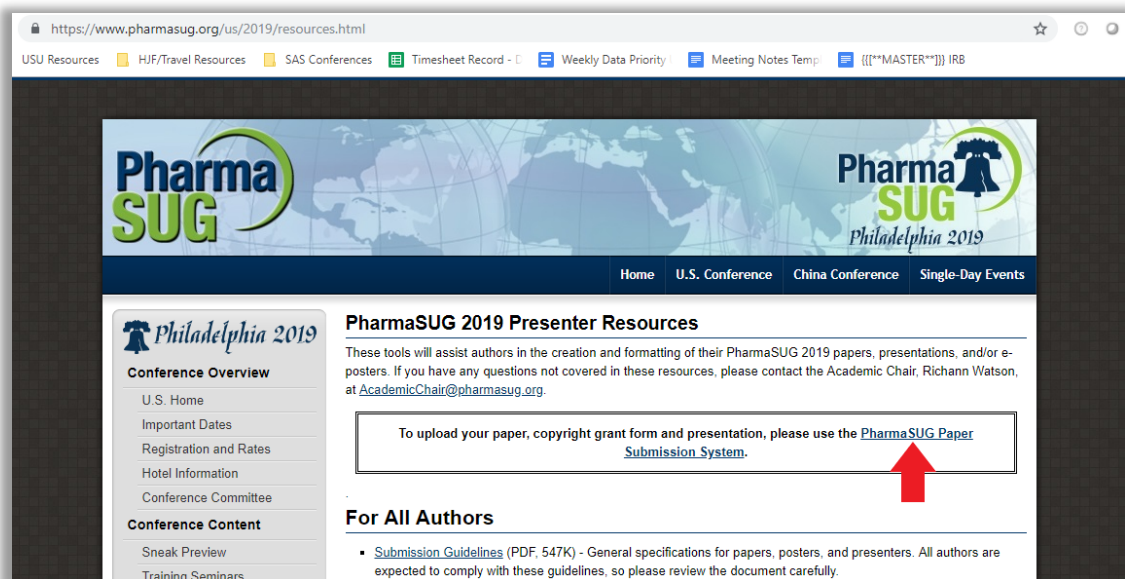 https://www.pharmasug.org/us/2019/resources.html
USU Resources HJF/Travel Resources SAS Conferences Timesheet Record - D Weekly Data Priority Meeting Notes Temp {{[**MASTER**]}} IRB
Pharma
SUG
Pharma
SUG
Philadelphia 2019
Home U.S. Conference China Conference Single-Day Events
Philadelphia 2019
Conference Overview
U.S. Home
Important Dates
Registration and Rates
Hotel Information
Conference Committee
Conference Content
Sneak Preview
Training Seminars
PharmaSUG 2019 Presenter Resources
These tools will assist authors in the creation and formatting of their PharmaSUG 2019 papers, presentations, and/or e-
posters. If you have any questions not covered in these resources, please contact the Academic Chair, Richann Watson,
at AcademicChair@pharmasug.org.
To upload your paper, copyright grant form and presentation, please use the PharmaSUG Paper
Submission System.
.
For All Authors
▪ Submission Guidelines (PDF, 547K) - General specifications for papers, posters, and presenters. All authors are
expected to comply with these guidelines, so please review the document carefully.